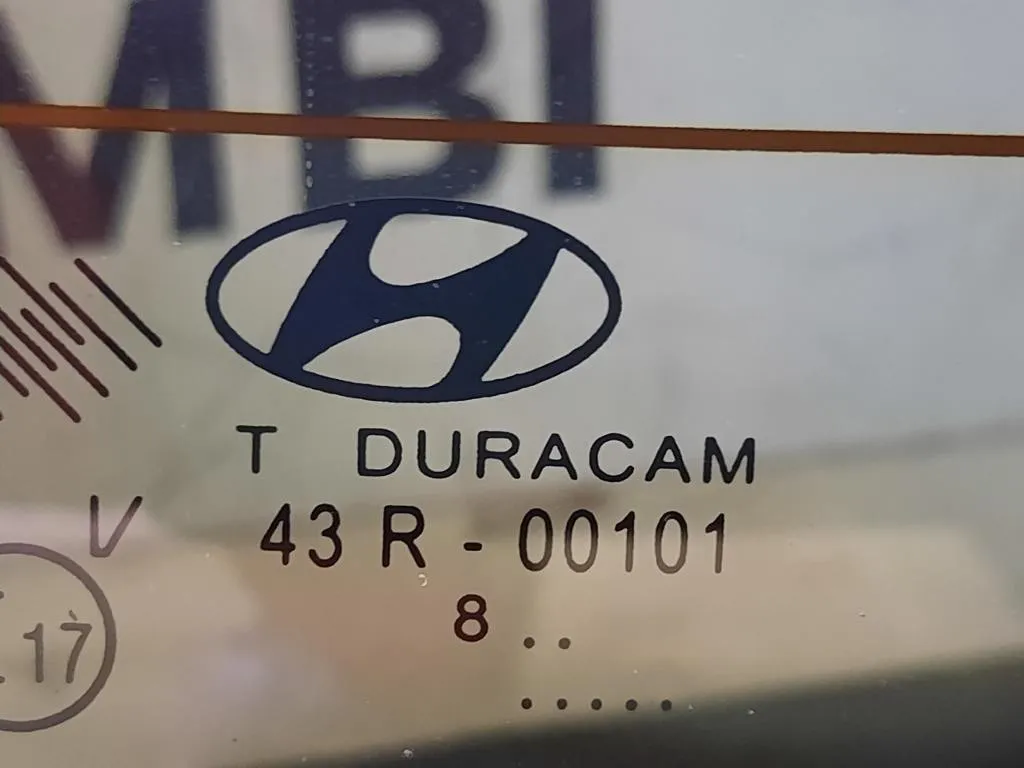 MBI
T DURACAM
V
43 R - 00101
8 ..
17
.....